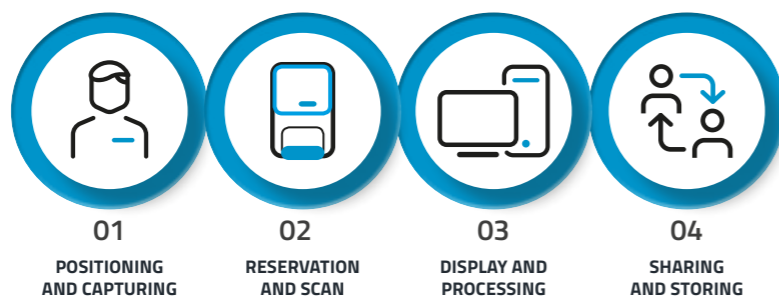 01
POSITIONING
AND CAPTURING
02
RESERVATION
AND SCAN
03
DISPLAY AND
PROCESSING
04
SHARING
AND STORING